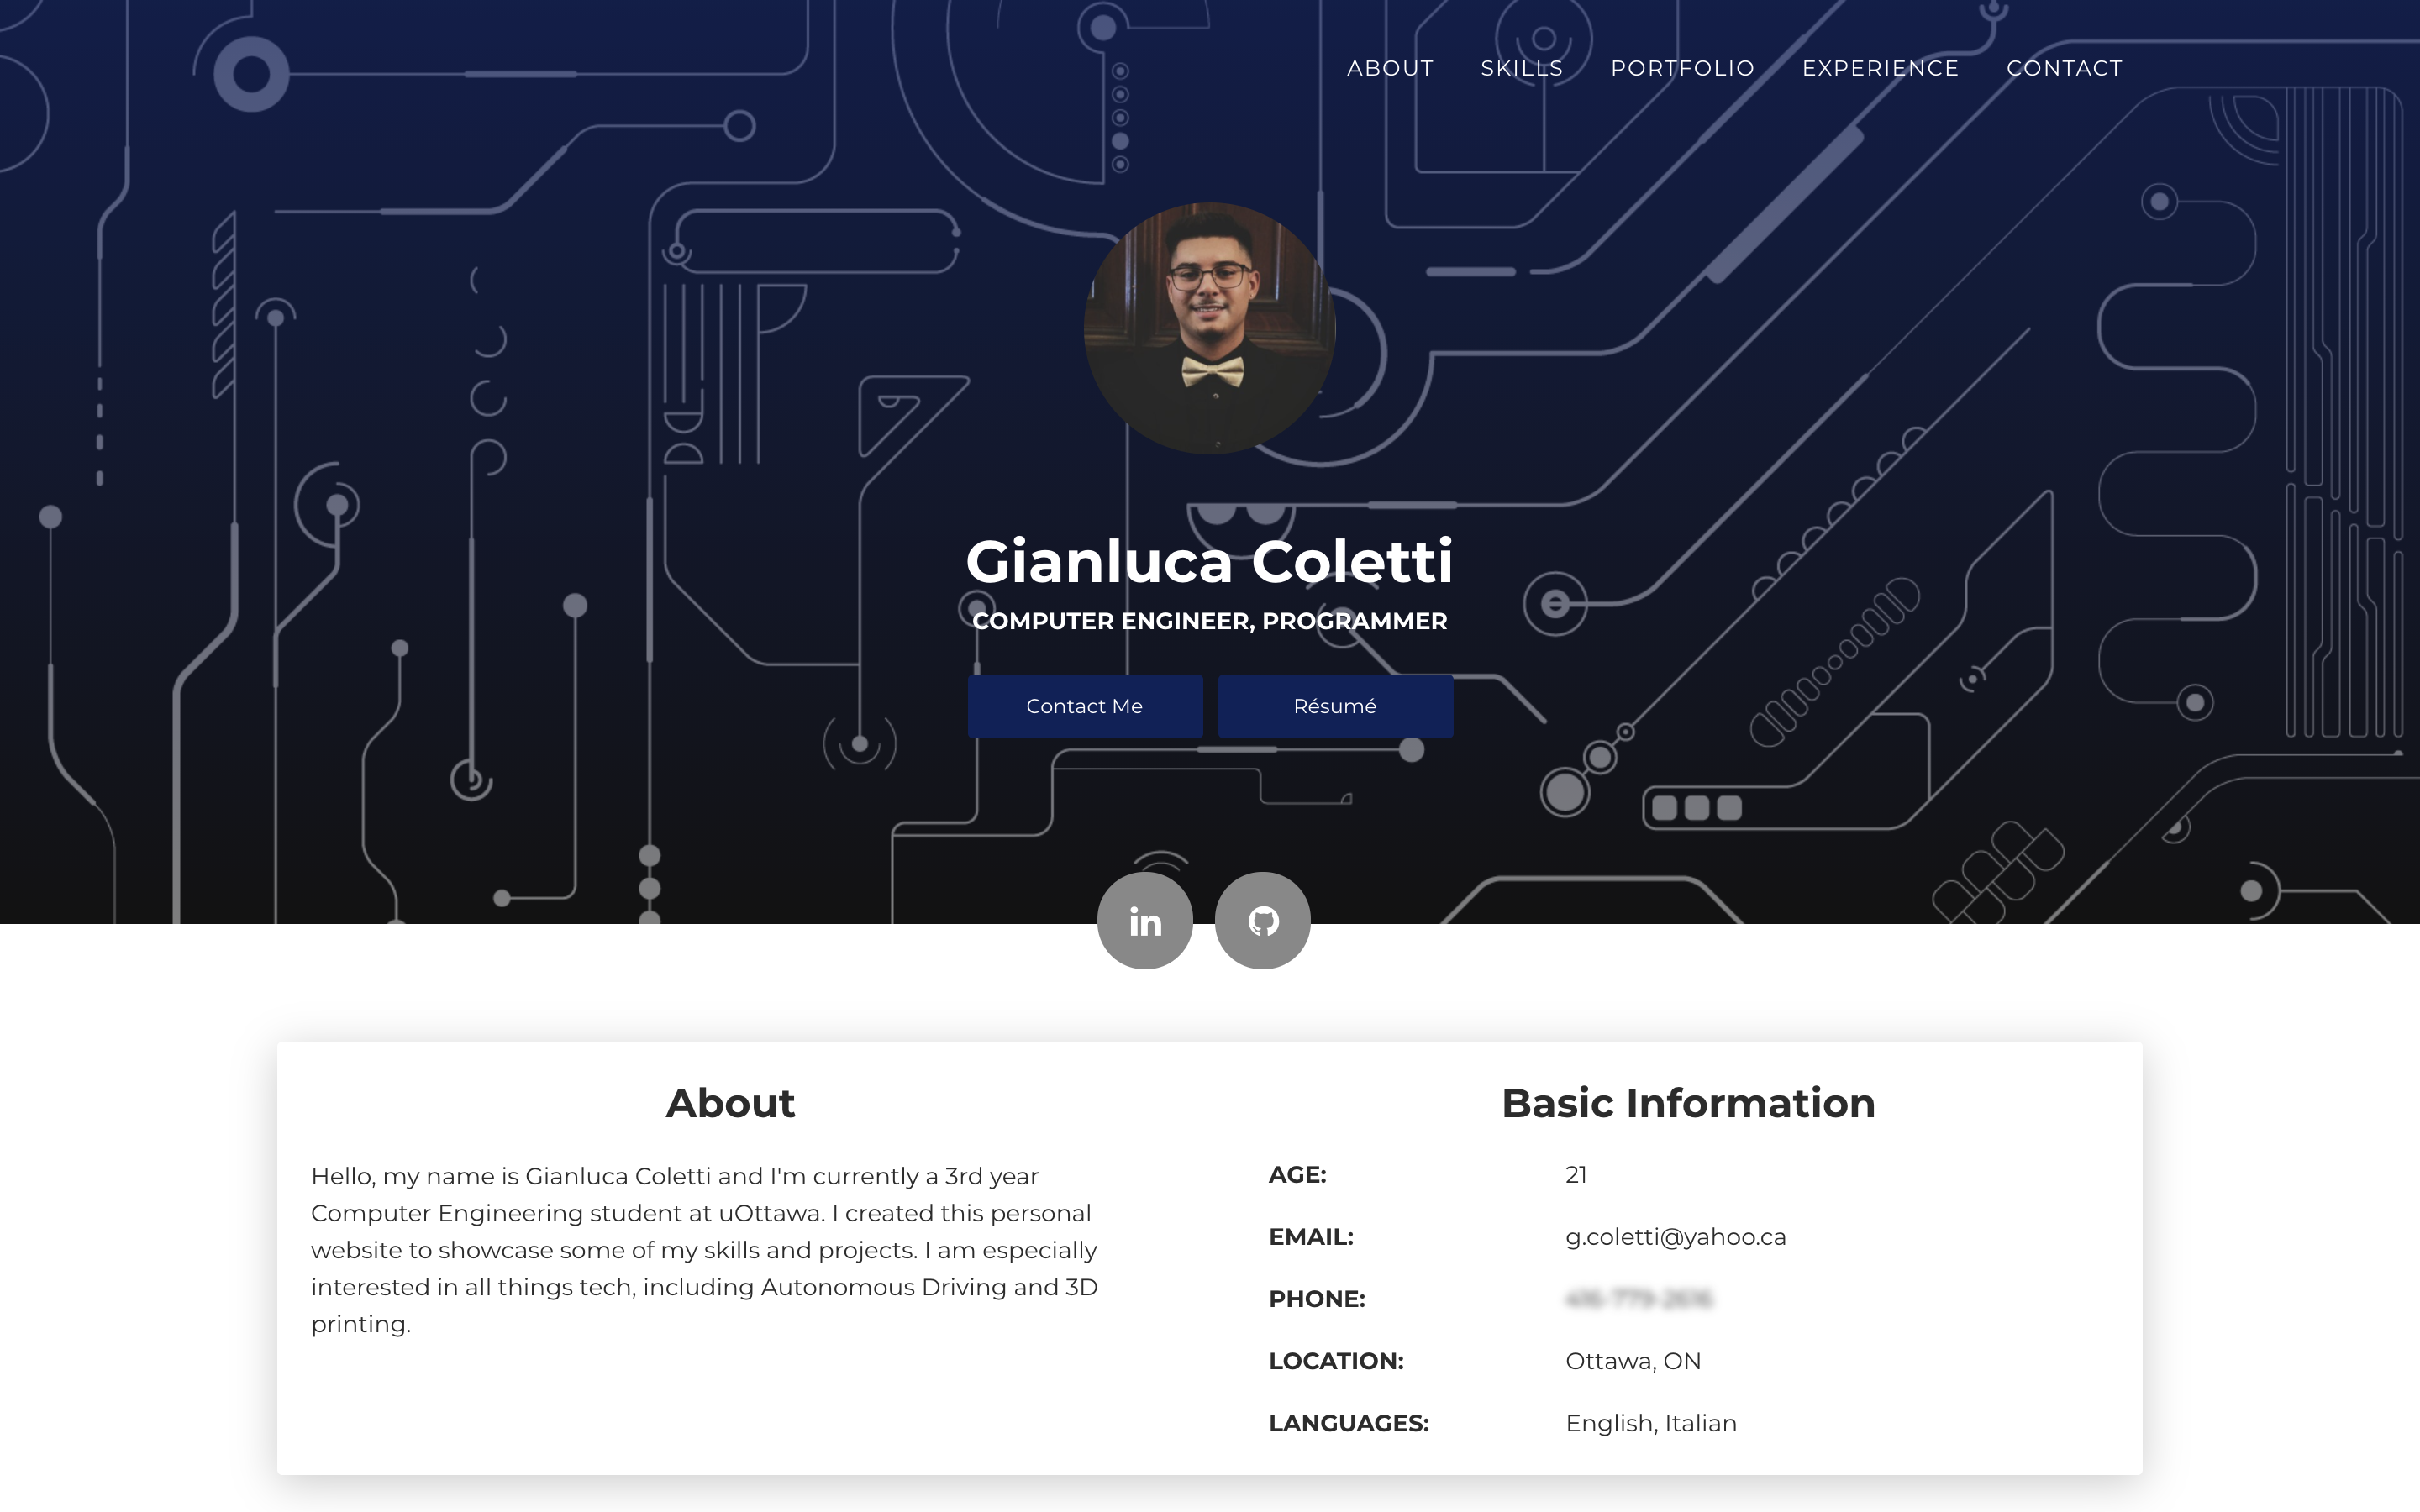 ABOUT SKILLS PORTFOLIO EXPERIENCE CONTACT
Gianluca Coletti
COMPUTER ENGINEER, PROGRAMMER
Contact Me Résumé
in
About
Hello, my name is Gianluca Coletti and I'm currently a 3rd year
Computer Engineering student at uOttawa. I created this personal
website to showcase some of my skills and projects. I am especially
interested in all things tech, including Autonomous Driving and 3D
printing.
Basic Information
AGE: 21
EMAIL: g.coletti@yahoo.ca
PHONE:
LOCATION: Ottawa, ON
LANGUAGES: English, Italian